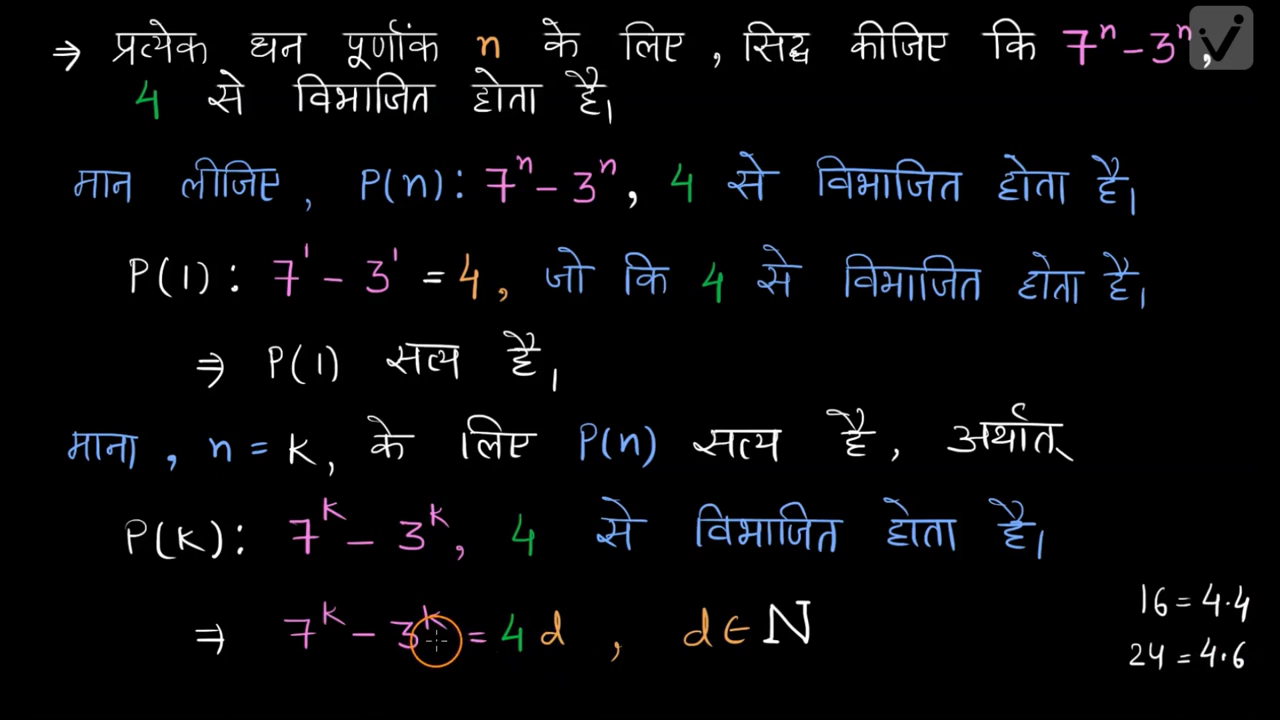 ⇒ प्रत्येक धन पूर्णांक n के लिए, सिद्ध कीजिए कि 7ⁿ - 3ⁿ,
4 से विभाजित होता है।
मान लीजिए, P(n): 7ⁿ - 3ⁿ, 4 से विभाजित होता है।
P(1): 7¹ - 3¹ = 4, जो कि 4 से विभाजित होता है।
⇒ P(1) सत्य है।
माना, n = k, के लिए P(n) सत्य है, अर्थात्
P(k): 7ᵏ - 3ᵏ, 4 से विभाजित होता है।
⇒ 7ᵏ - 3ᵏ = 4d, d ∈ N
16 = 4·4
24 = 4·6